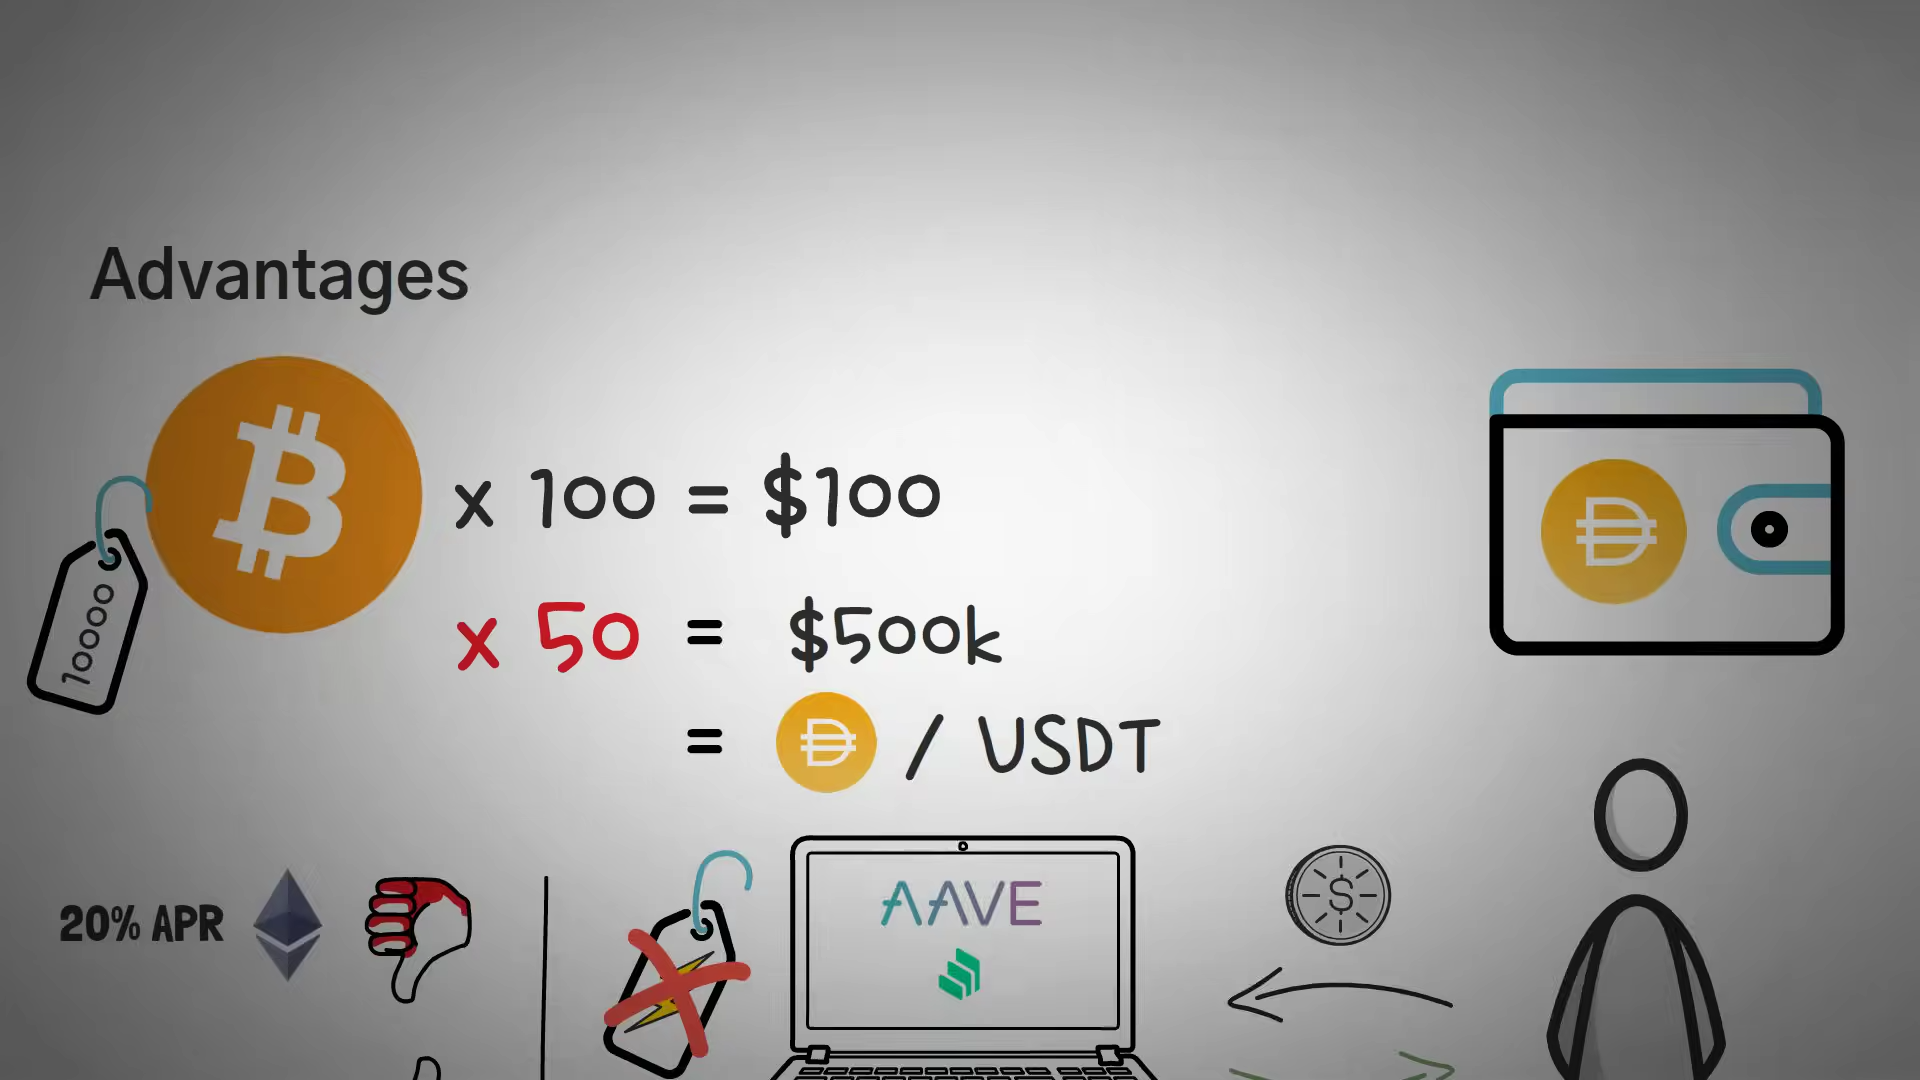 Advantages
x 100 = $100
10000
x 50 = $500k
= / USDT
20% APR
AAVE